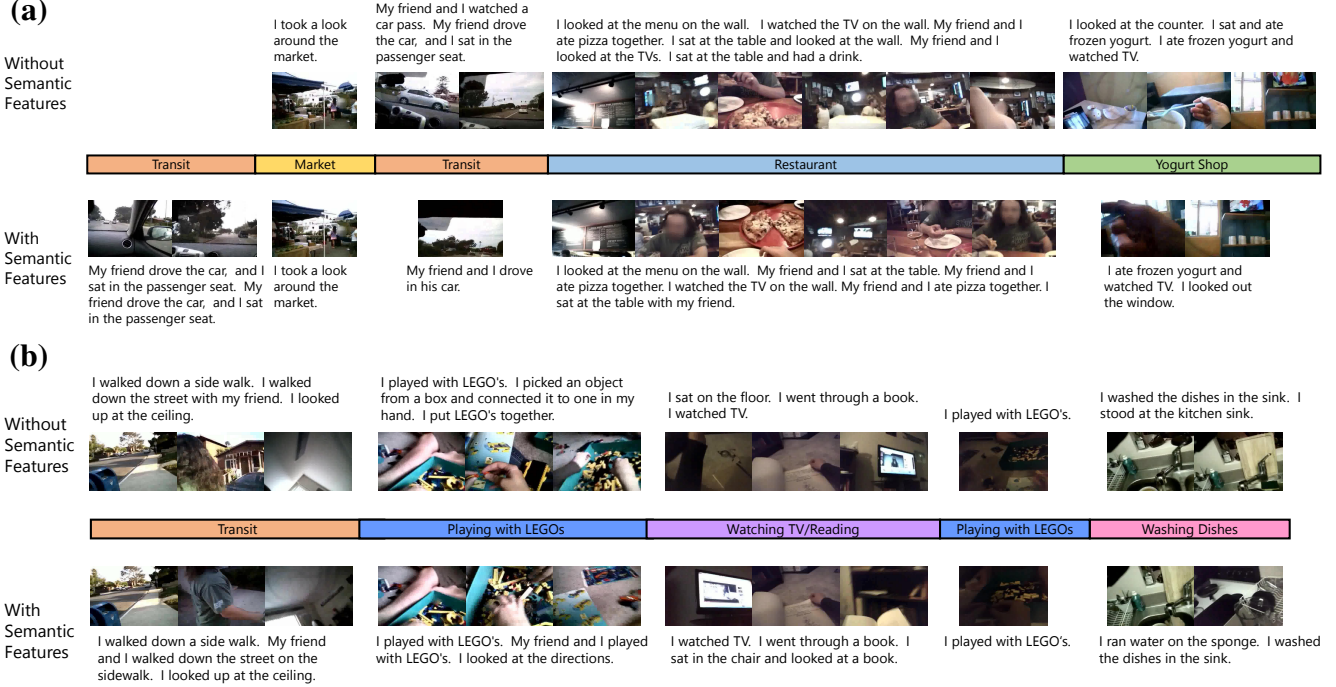 (a)
Without
Semantic
Features
I took a look
around the
market.
My friend and I watched a
car pass. My friend drove
the car, and I sat in the
passenger seat.
I looked at the menu on the wall. I watched the TV on the wall. My friend and I
ate pizza together. I sat at the table and looked at the wall. My friend and I
looked at the TVs. I sat at the table and had a drink.
I looked at the counter. I sat and ate
frozen yogurt. I ate frozen yogurt and
watched TV.
Transit
Market
Transit
Restaurant
Yogurt Shop
With
Semantic
Features
My friend drove the car, and I
sat in the passenger seat. My
friend drove the car, and I sat
in the passenger seat.
I took a look
around the
market.
My friend and I drove
in his car.
I looked at the menu on the wall. My friend and I sat at the table. My friend and I
ate pizza together. I watched the TV on the wall. My friend and I ate pizza together. I
sat at the table with my friend.
I ate frozen yogurt and
watched TV. I looked out
the window.
(b)
Without
Semantic
Features
I walked down a side walk. I walked
down the street with my friend. I looked
up at the ceiling.
I played with LEGO's. I picked an object
from a box and connected it to one in my
hand. I put LEGO's together.
I sat on the floor. I went through a book.
I watched TV.
I played with LEGO's.
I washed the dishes in the sink. I
stood at the kitchen sink.
Transit
Playing with LEGOs
Watching TV/Reading
Playing with LEGOs
Washing Dishes
With
Semantic
Features
I walked down a side walk. My friend
and I walked down the street on the
sidewalk. I looked up at the ceiling.
I played with LEGO's. My friend and I played
with LEGO's. I looked at the directions.
I watched TV. I went through a book. I
sat in the chair and looked at a book.
I played with LEGO's.
I ran water on the sponge. I washed
the dishes in the sink.